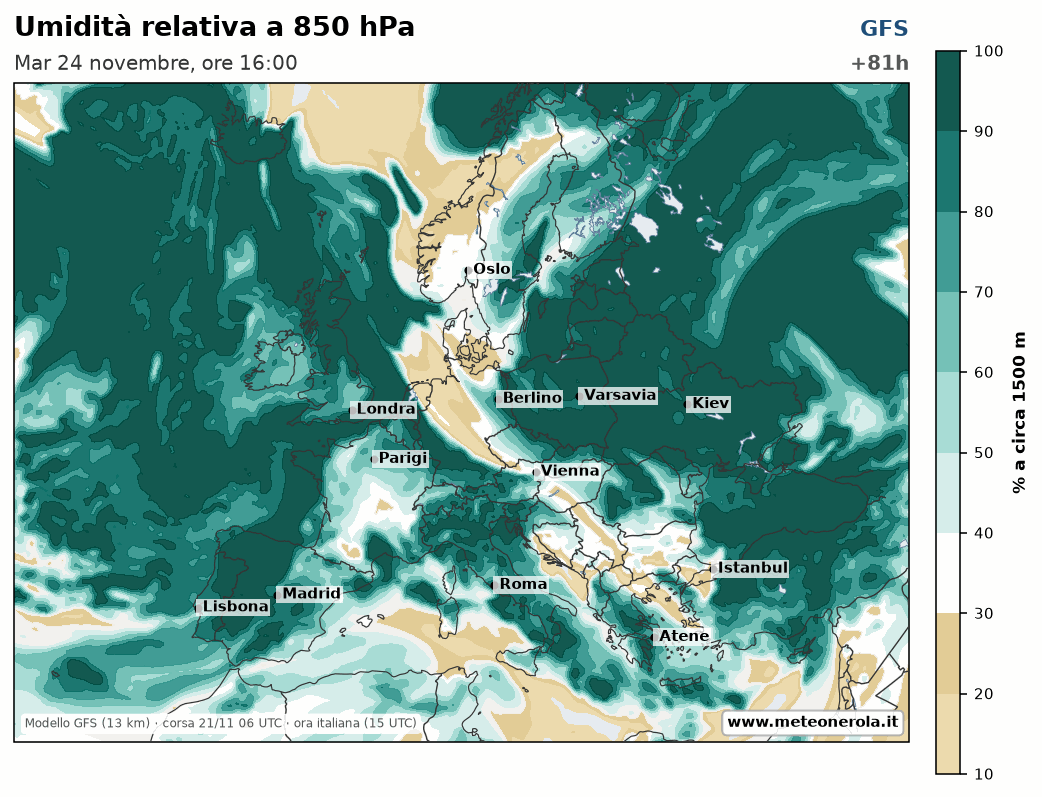 Umidità relativa a 850 hPa
GFS
Mar 24 novembre, ore 16:00
+81h
100
90
80
70
60
50
40
30
20
10
% a circa 1500 m
Oslo
Berlino
Varsavia
Kiev
Londra
Parigi
Vienna
Istanbul
Roma
Madrid
Lisbona
Atene
Modello GFS (13 km) · corsa 21/11 06 UTC · ora italiana (15 UTC)
www.meteonerola.it